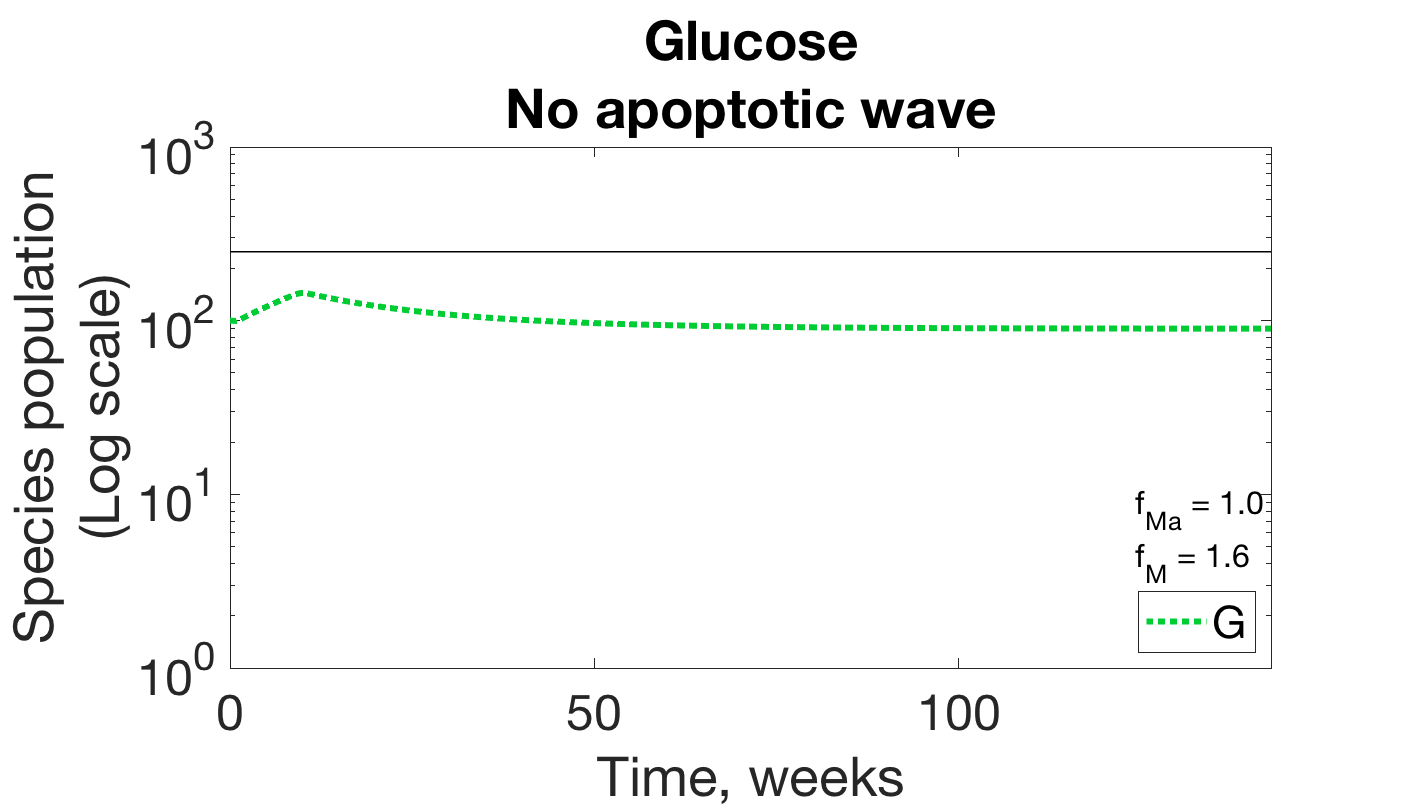 Glucose
No apoptotic wave
Species population
(Log scale)
10^3
10^2
10^1
10^0
f_Ma = 1.0
f_M = 1.6
G
0 50 100
Time, weeks